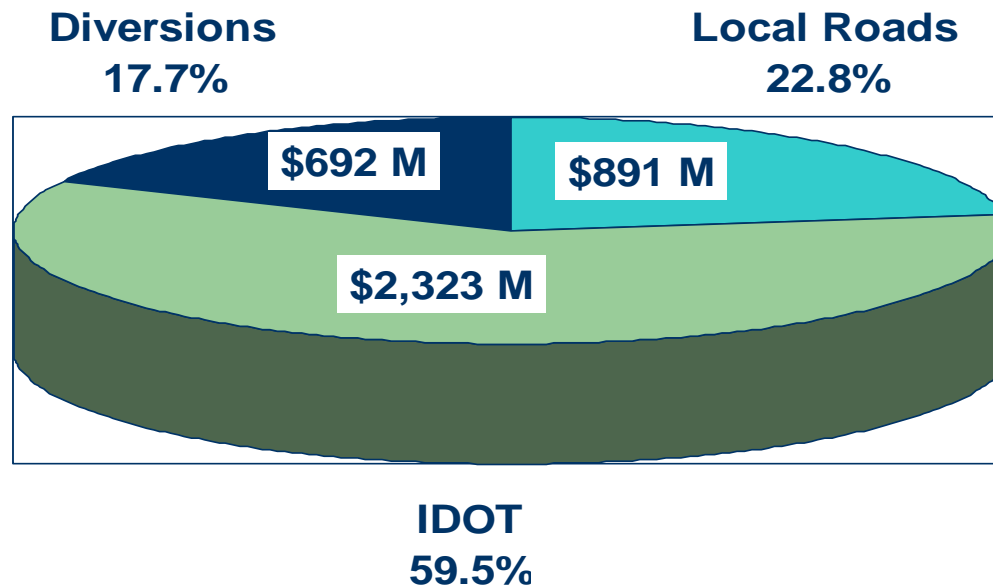 Diversions
17.7%
Local Roads
22.8%
$692 M
$891 M
$2,323 M
IDOT
59.5%